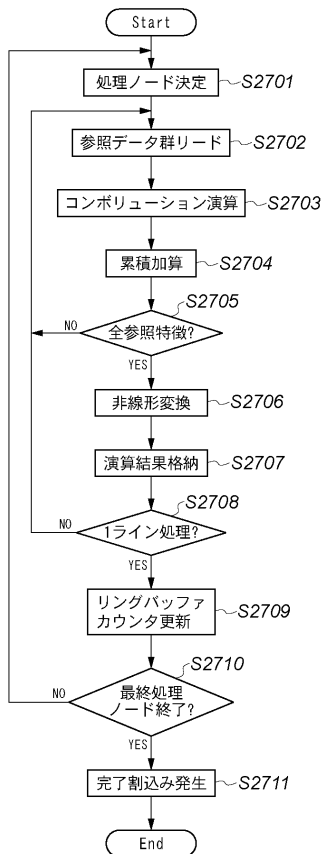 Start
処理ノード決定
S2701
参照データ群リード
S2702
コンボリューション演算
S2703
累積加算
S2704
S2705
NO
全参照特徴?
YES
非線形変換
S2706
演算結果格納
S2707
S2708
NO
1ライン処理?
YES
リングバッファ
カウンタ更新
S2709
S2710
NO
最終処理
ノード終了?
YES
完了割込み発生
S2711
End